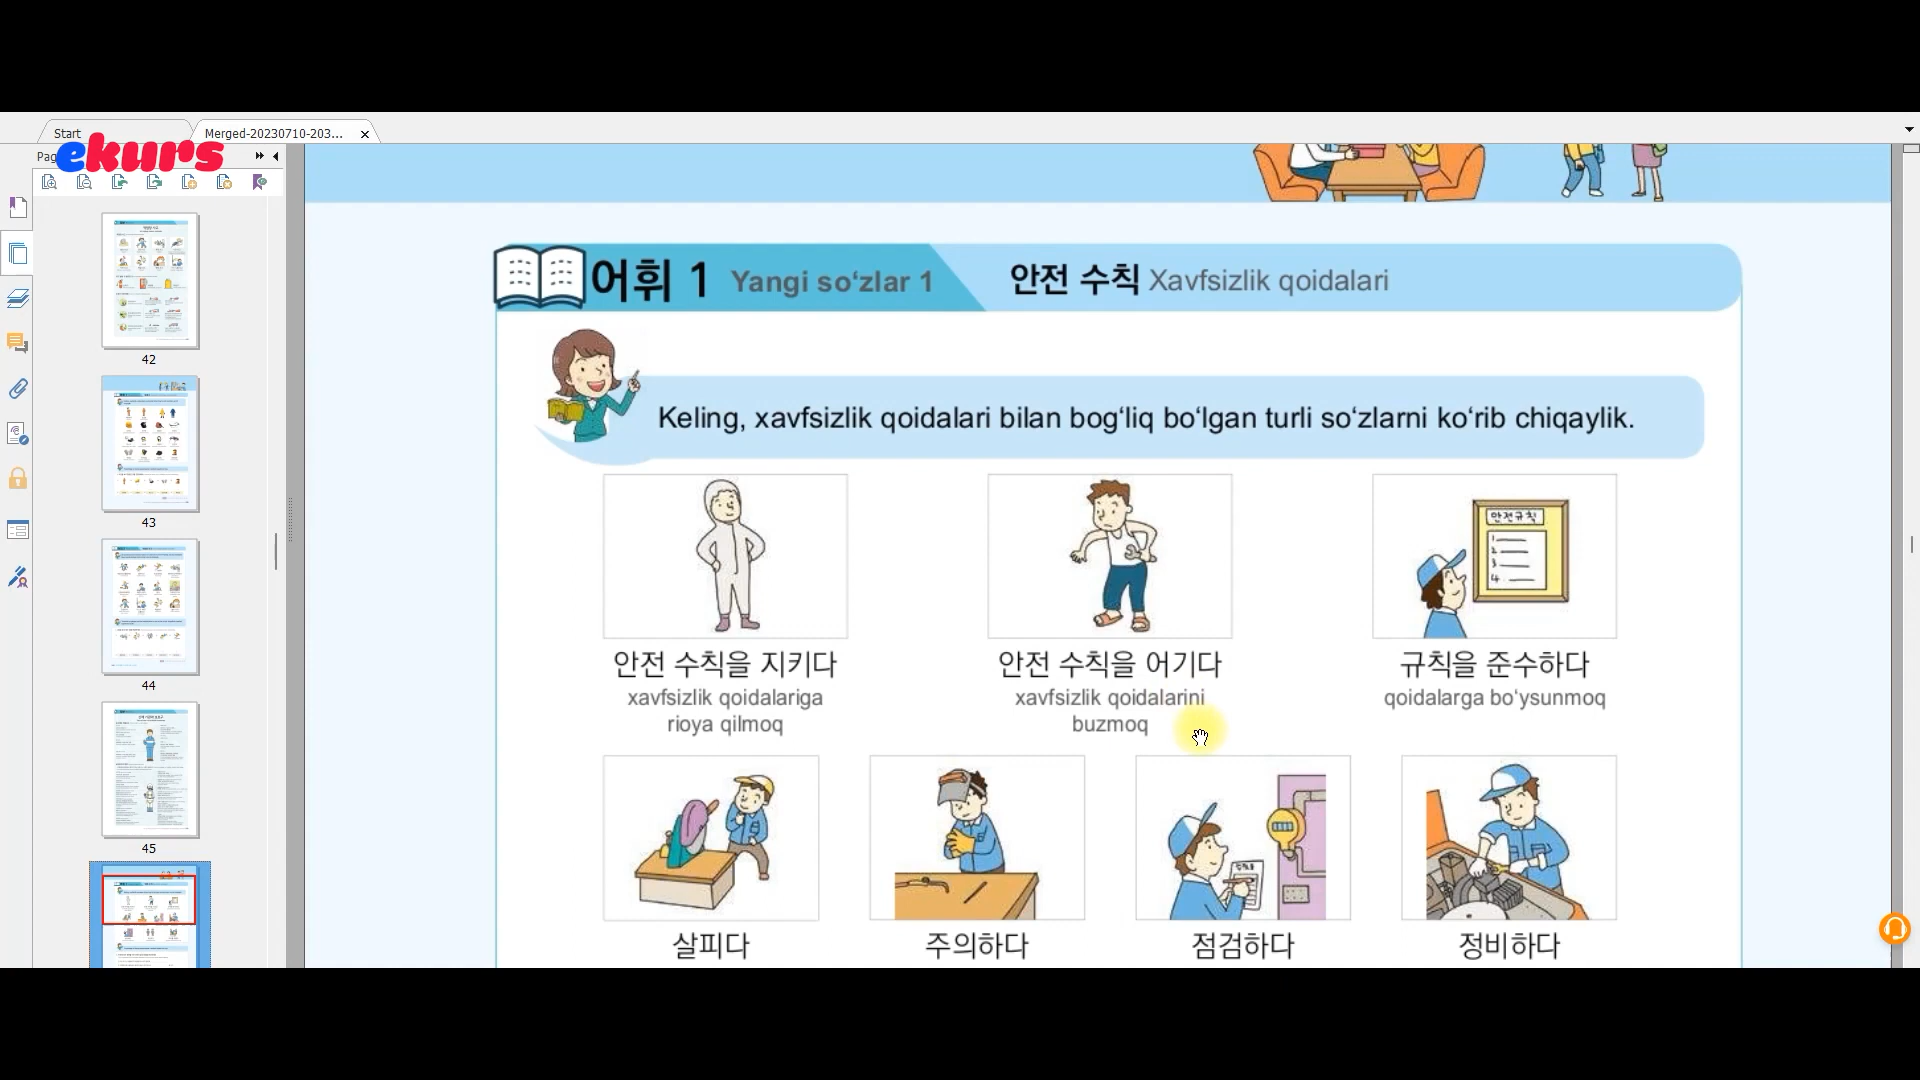 Start
Merged-20230710-203...
Pag
ekurs
42
43
44
45
어휘 1 Yangi so‘zlar 1
안전 수칙 Xavfsizlik qoidalari
Keling, xavfsizlik qoidalari bilan bog‘liq bo‘lgan turli so‘zlarni ko‘rib chiqaylik.
안전규칙
1.
2.
3.
4.
안전 수칙을 지키다
xavfsizlik qoidalariga
rioya qilmoq
안전 수칙을 어기다
xavfsizlik qoidalarini
buzmoq
규칙을 준수하다
qoidalarga bo‘ysunmoq
살피다
주의하다
점검하다
정비하다